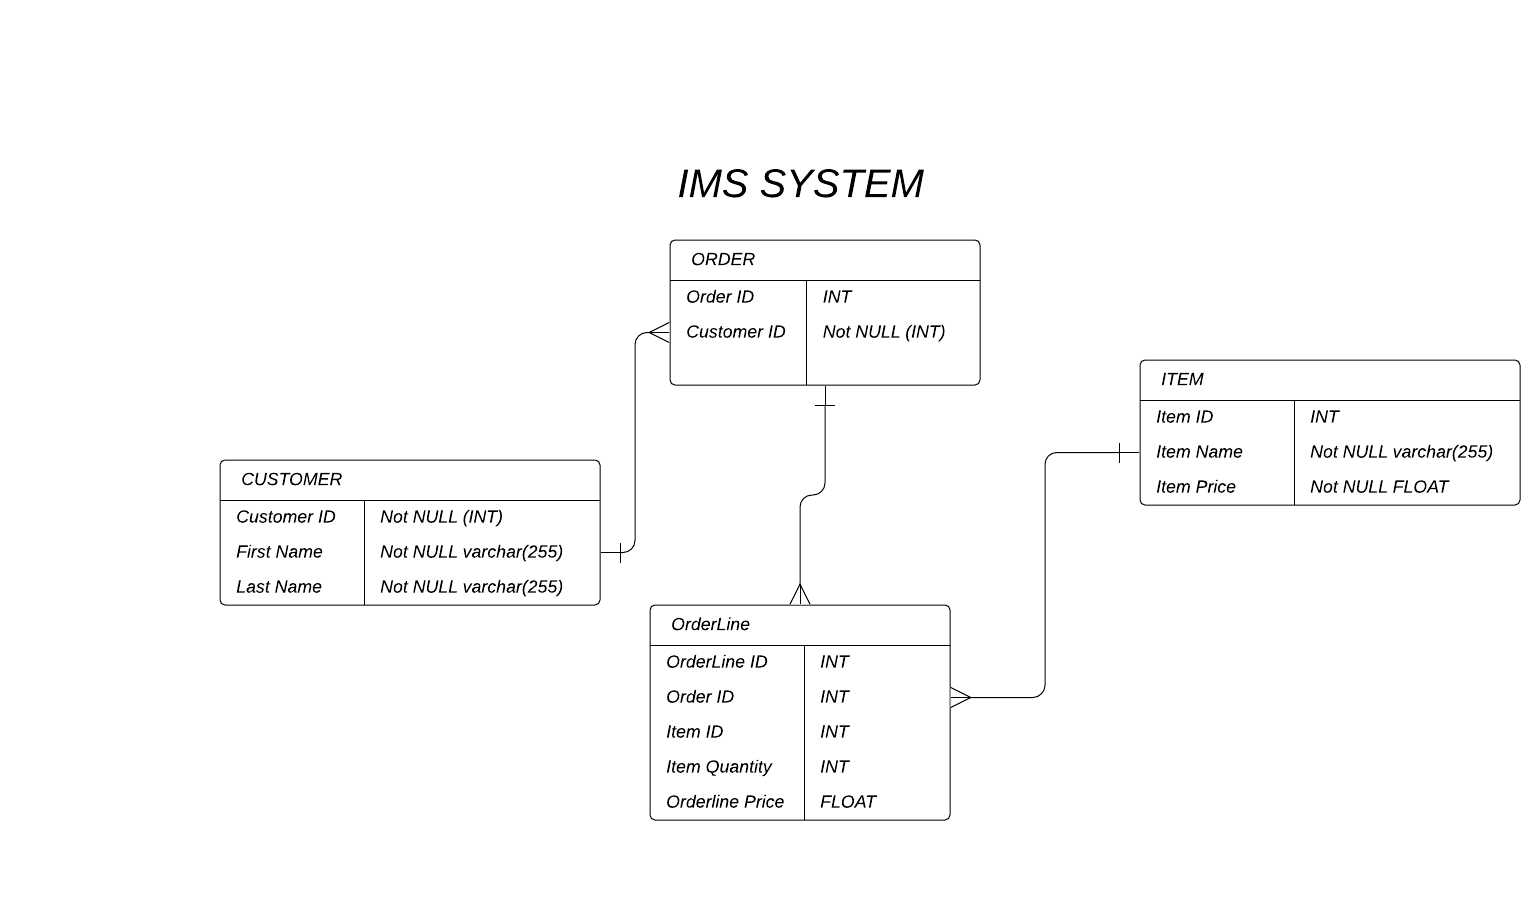 IMS SYSTEM
ORDER
Order ID INT
Customer ID Not NULL (INT)
ITEM
Item ID INT
Item Name Not NULL varchar(255)
Item Price Not NULL FLOAT
CUSTOMER
Customer ID Not NULL (INT)
First Name Not NULL varchar(255)
Last Name Not NULL varchar(255)
OrderLine
OrderLine ID INT
Order ID INT
Item ID INT
Item Quantity INT
Orderline Price FLOAT